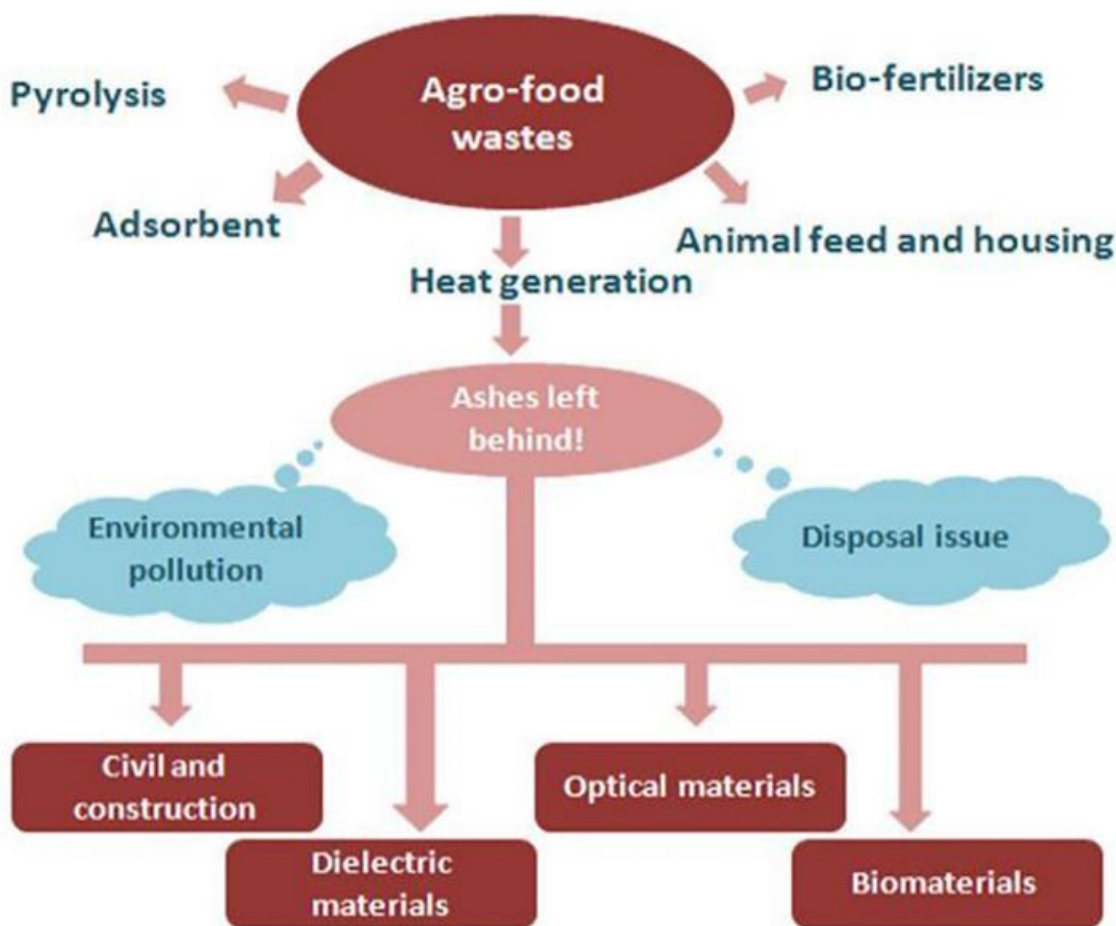 Agro-food
wastes
Pyrolysis
Bio-fertilizers
Adsorbent
Animal feed and housing
Heat generation
Ashes left
behind!
Environmental
pollution
Disposal issue
Civil and
construction
Optical materials
Dielectric
materials
Biomaterials